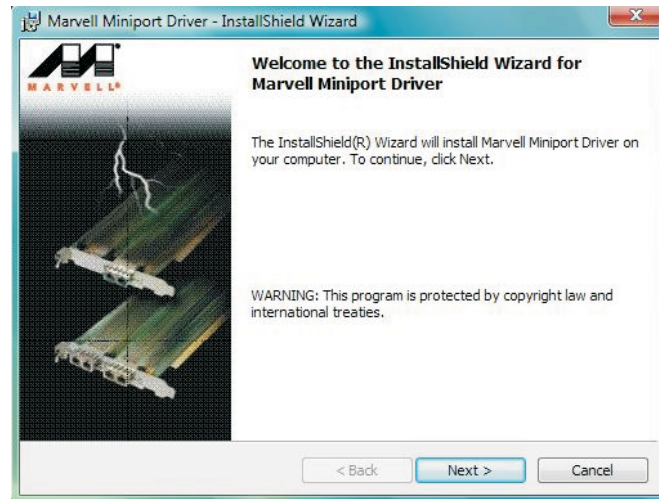 Marvell Miniport Driver - InstallShield Wizard
MARVELL®
Welcome to the InstallShield Wizard for
Marvell Miniport Driver
The InstallShield(R) Wizard will install Marvell Miniport Driver on
your computer. To continue, click Next.
WARNING: This program is protected by copyright law and
international treaties.
< Back
Next >
Cancel